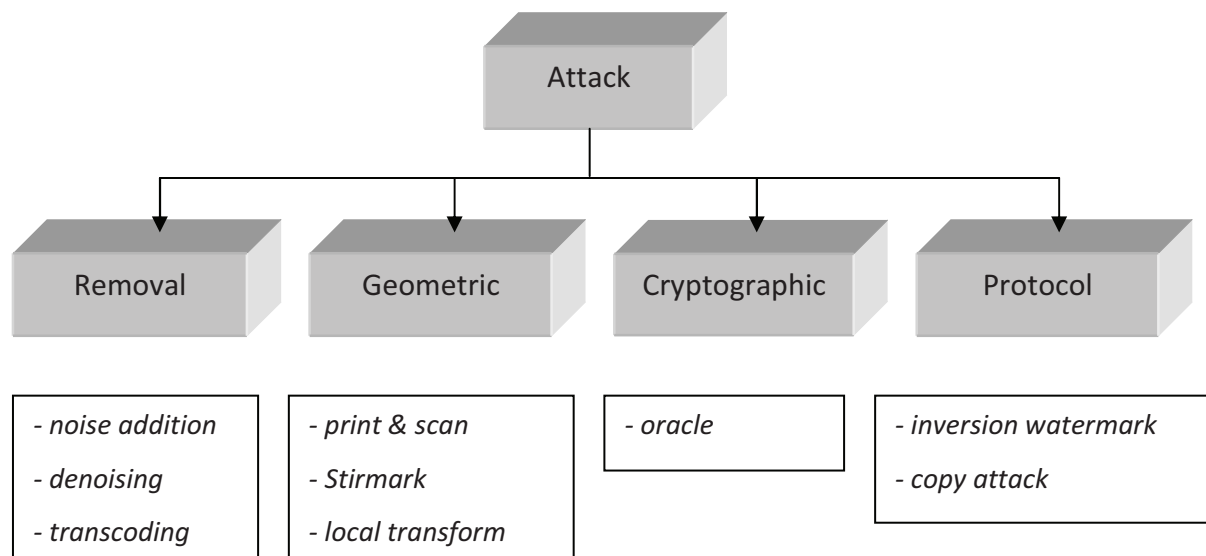 Attack
Removal
Geometric
Cryptographic
Protocol
- noise addition
- denoising
- transcoding
- print & scan
- Stirmark
- local transform
- oracle
- inversion watermark
- copy attack